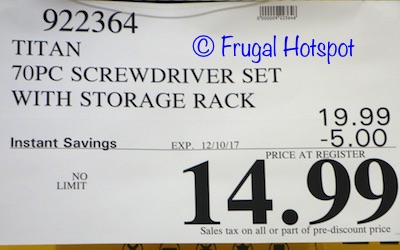 922364
TITAN
© Frugal Hotspot
70PC SCREWDRIVER SET
WITH STORAGE RACK
19.99
Instant Savings EXP. 12/10/17 -5.00
PRICE AT REGISTER
NO
LIMIT
14.99
Sales tax on all or part of pre-discount price